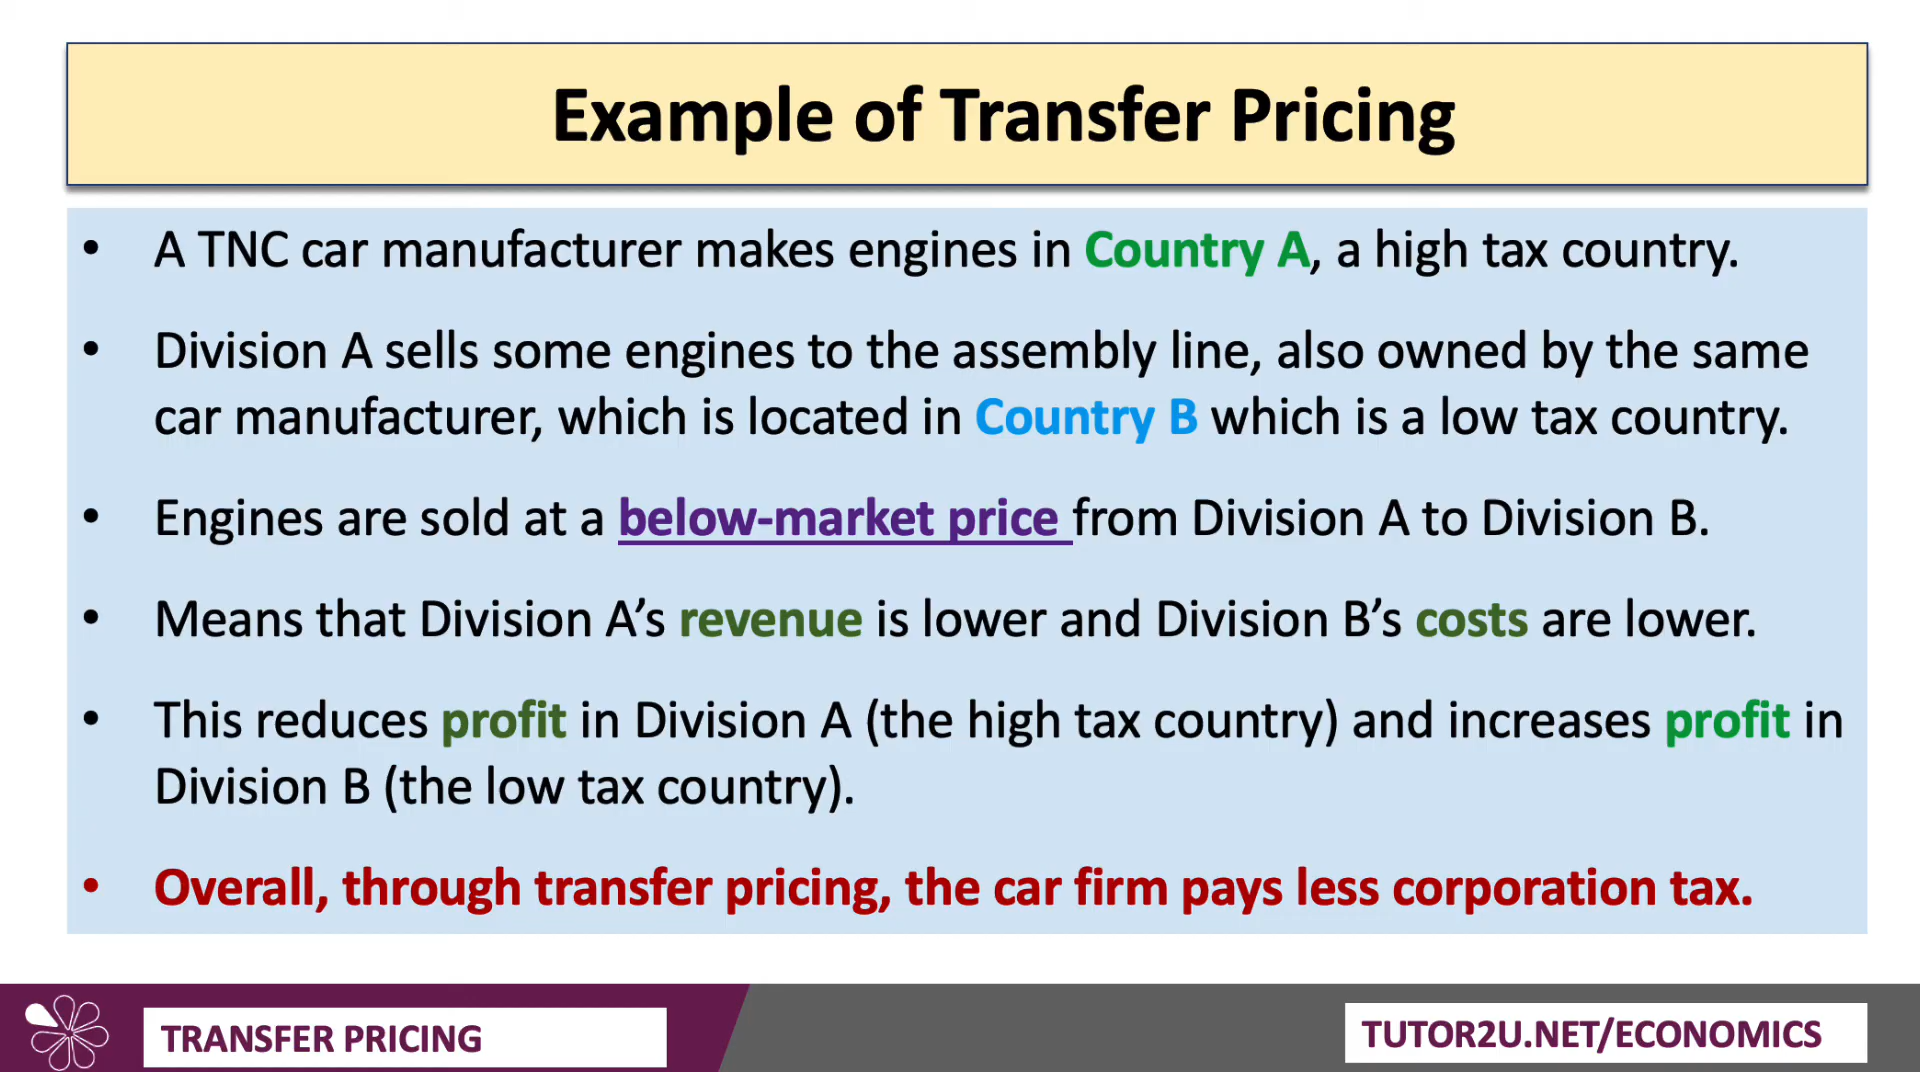 Example of Transfer Pricing
• A TNC car manufacturer makes engines in Country A, a high tax country.
• Division A sells some engines to the assembly line, also owned by the same
car manufacturer, which is located in Country B which is a low tax country.
• Engines are sold at a below-market price from Division A to Division B.
• Means that Division A’s revenue is lower and Division B’s costs are lower.
• This reduces profit in Division A (the high tax country) and increases profit in
Division B (the low tax country).
• Overall, through transfer pricing, the car firm pays less corporation tax.
TRANSFER PRICING
TUTOR2U.NET/ECONOMICS